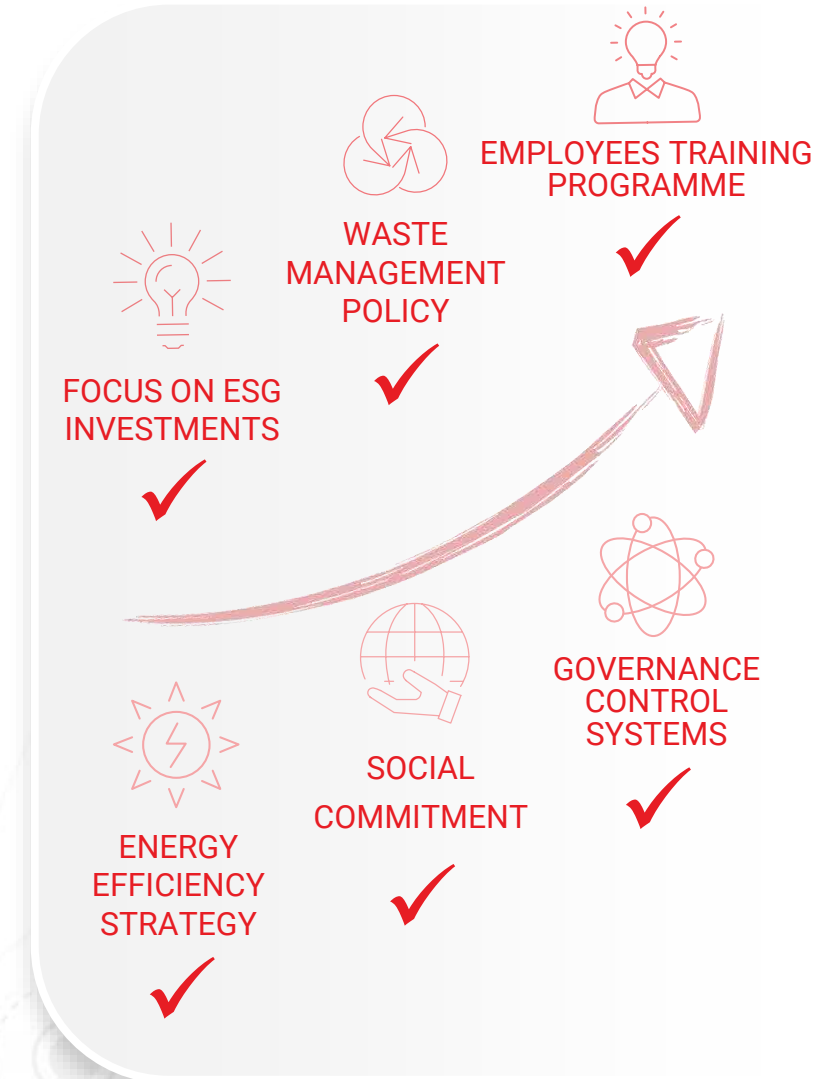 EMPLOYEES TRAINING
PROGRAMME
WASTE
MANAGEMENT
POLICY
FOCUS ON ESG
INVESTMENTS
GOVERNANCE
CONTROL
SYSTEMS
SOCIAL
COMMITMENT
ENERGY
EFFICIENCY
STRATEGY